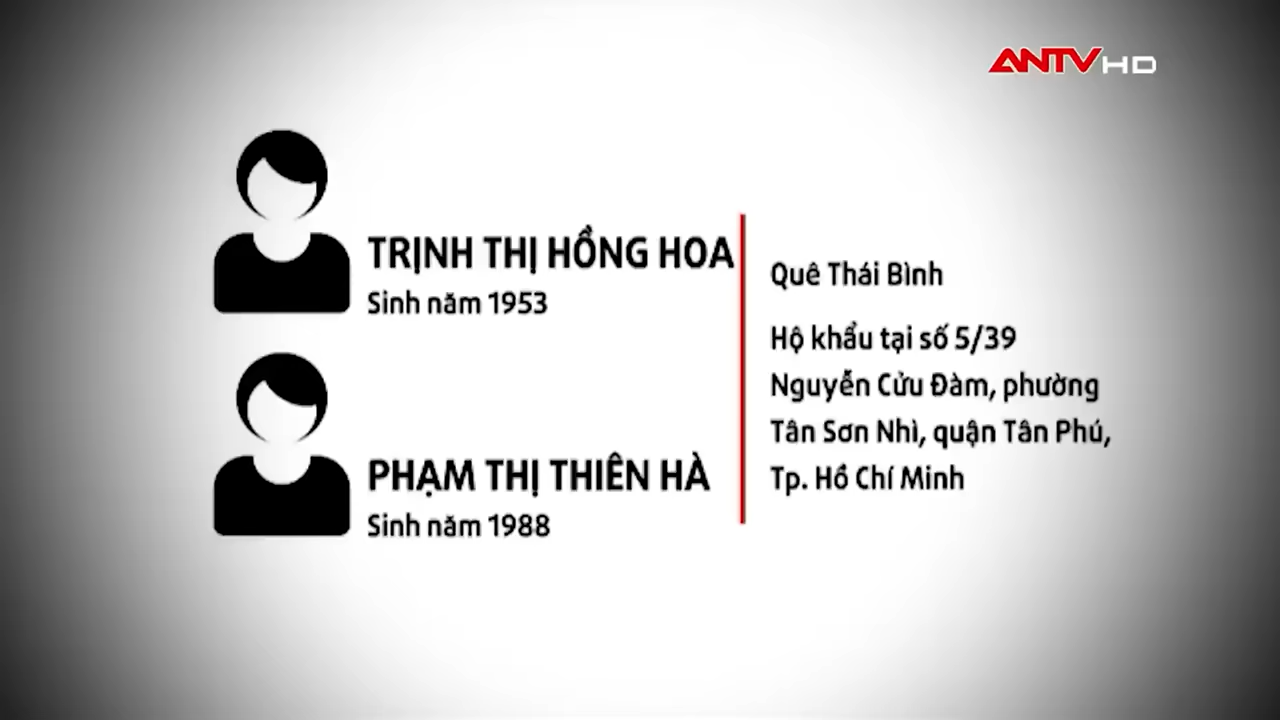 ANTV HD
TRỊNH THỊ HỒNG HOA
Sinh năm 1953
PHẠM THỊ THIÊN HÀ
Sinh năm 1988
Quê Thái Bình
Hộ khẩu tại số 5/39
Nguyễn Cửu Đàm, phường
Tân Sơn Nhì, quận Tân Phú,
Tp. Hồ Chí Minh